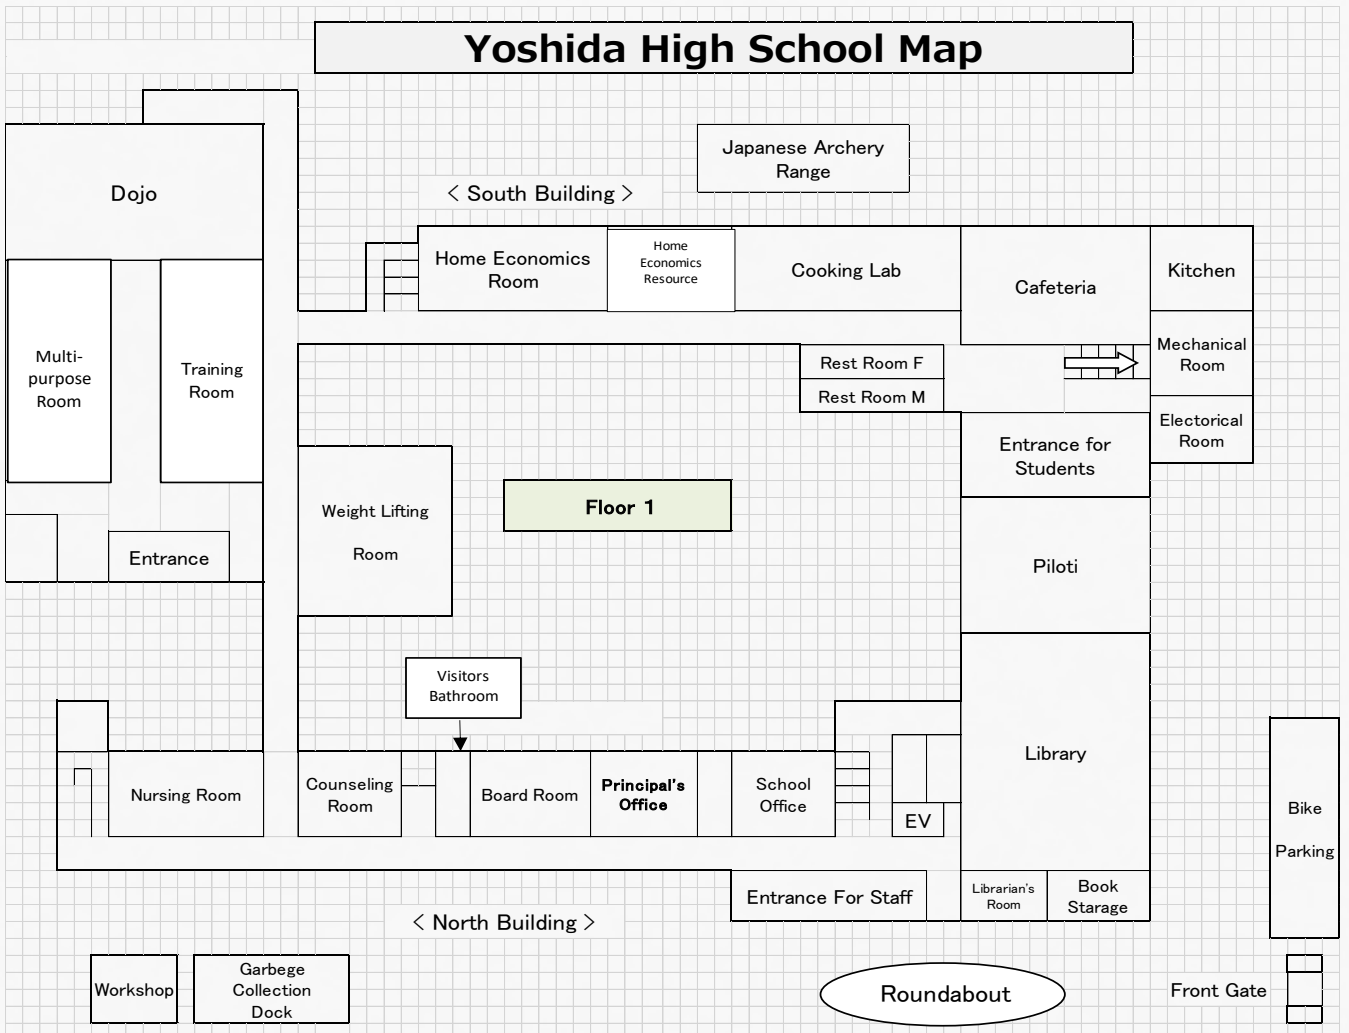 Yoshida High School Map
Japanese Archery
Range
Dojo
< South Building >
Home Economics
Room
Home
Economics
Resource
Cooking Lab
Cafeteria
Kitchen
Multi-
purpose
Room
Training
Room
Rest Room F
Rest Room M
Mechanical
Room
Electorical
Room
Entrance for
Students
Weight Lifting
Room
Floor 1
Entrance
Piloti
Visitors
Bathroom
Library
Nursing Room
Counseling
Room
Board Room
Principal's
Office
School
Office
EV
Bike
Parking
Entrance For Staff
Librarian's
Room
Book
Starage
< North Building >
Workshop
Garbege
Collection
Dock
Roundabout
Front Gate